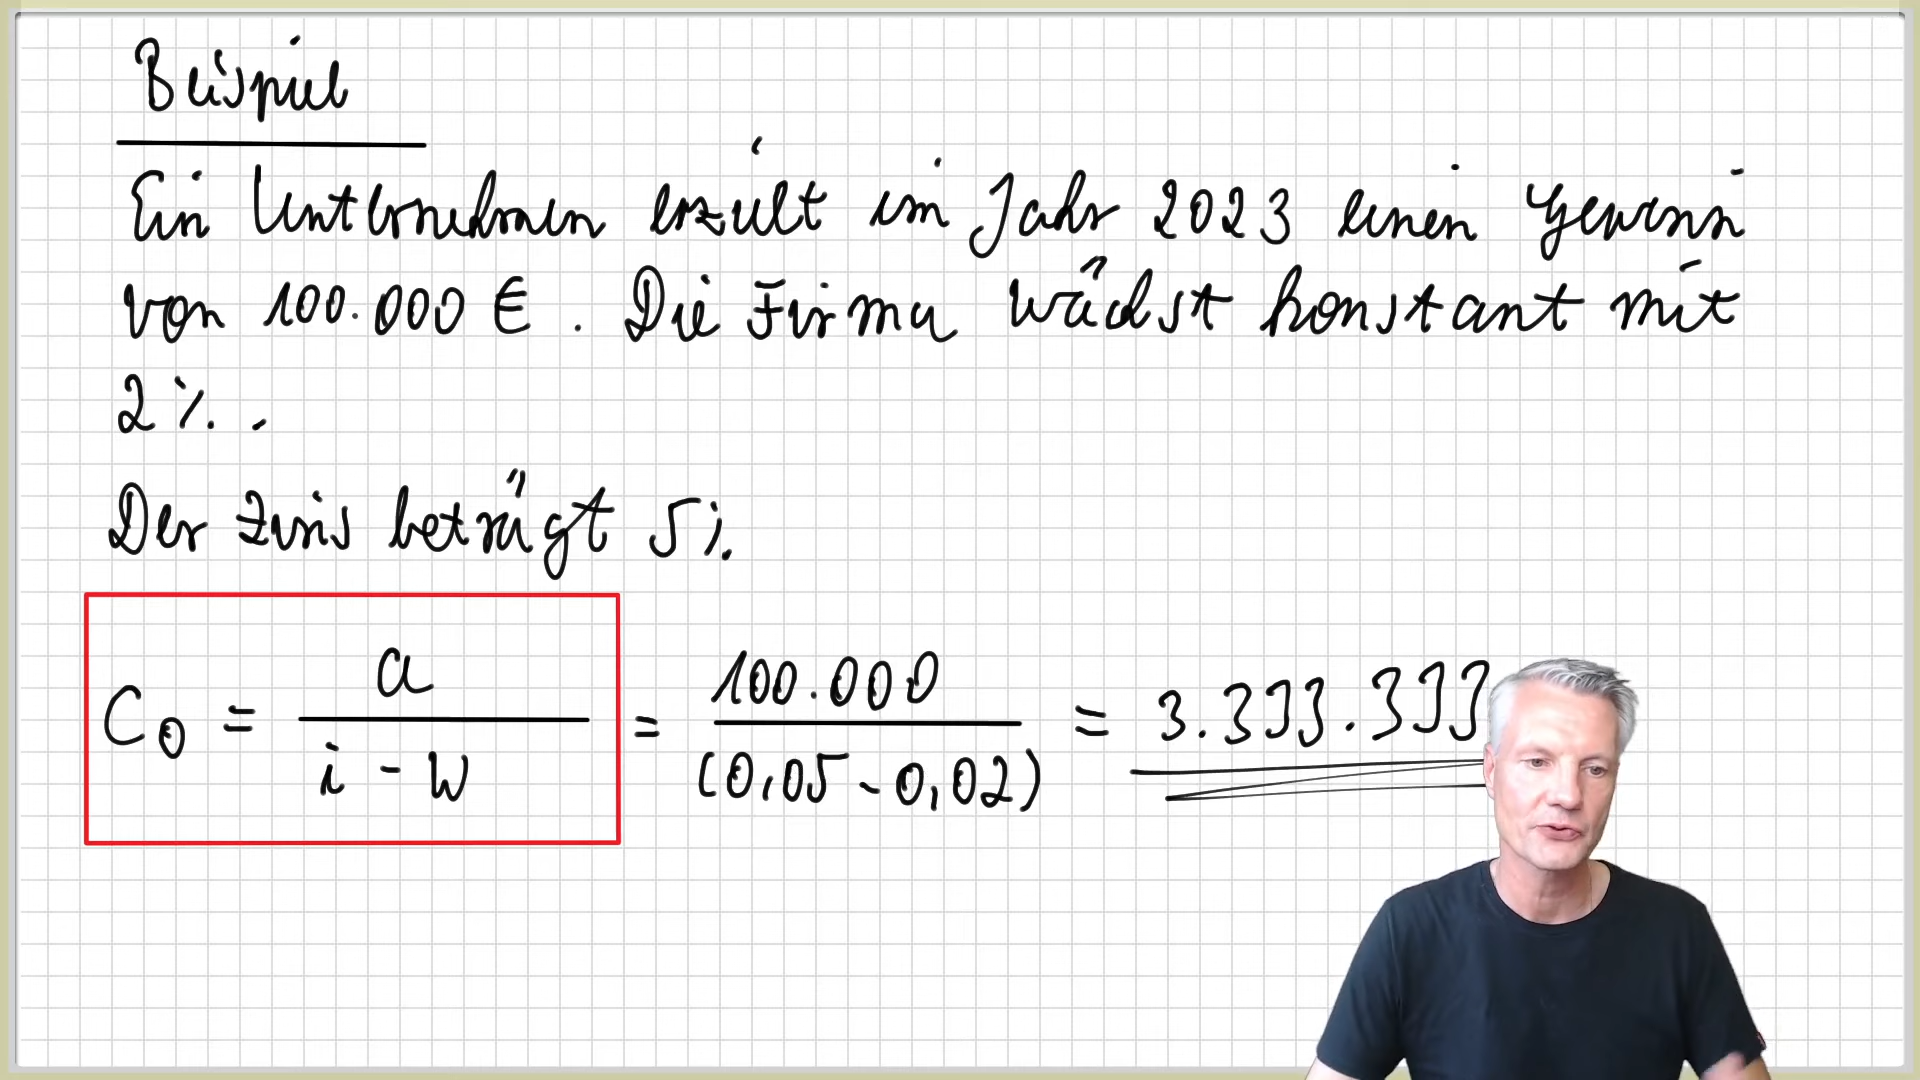 Beispiel
Ein Unternehmen erzielt im Jahr 2023 einen Gewinn
von 100.000 €. Die Firma wächst konstant mit
2%.
Der Zins beträgt 5%
C₀ = a / (i - w) = 100.000 / (0,05 - 0,02) = 3.333.333